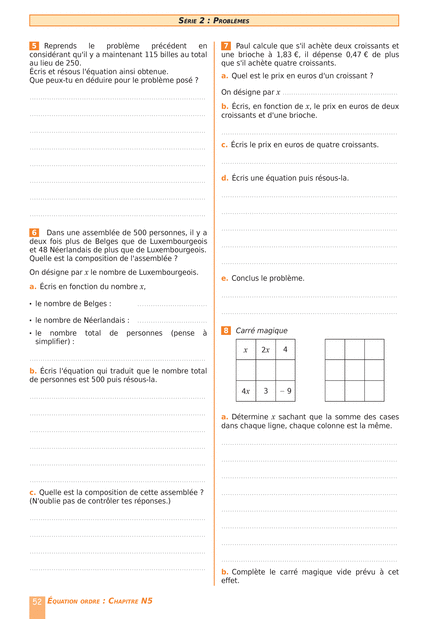 SÉRIE 2 : PROBLÈMES
5 Reprends le problème précédent en
considérant qu'il y a maintenant 115 billes au total
au lieu de 250.
Écris et résous l'équation ainsi obtenue.
Que peux-tu en déduire pour le problème posé ?
6 Dans une assemblée de 500 personnes, il y a
deux fois plus de Belges que de Luxembourgeois
et 48 Néerlandais de plus que de Luxembourgeois.
Quelle est la composition de l'assemblée ?
On désigne par x le nombre de Luxembourgeois.
a. Écris en fonction du nombre x,
• le nombre de Belges :
• le nombre de Néerlandais :
• le nombre total de personnes (pense à
simplifier) :
b. Écris l'équation qui traduit que le nombre total
de personnes est 500 puis résous-la.
c. Quelle est la composition de cette assemblée ?
(N'oublie pas de contrôler tes réponses.)
7 Paul calcule que s'il achète deux croissants et
une brioche à 1,83 €, il dépense 0,47 € de plus
que s'il achète quatre croissants.
a. Quel est le prix en euros d'un croissant ?
On désigne par x
b. Écris, en fonction de x, le prix en euros de deux
croissants et d'une brioche.
c. Écris le prix en euros de quatre croissants.
d. Écris une équation puis résous-la.
e. Conclus le problème.
8 Carré magique
x 2x 4
4x 3 – 9
a. Détermine x sachant que la somme des cases
dans chaque ligne, chaque colonne est la même.
b. Complète le carré magique vide prévu à cet
effet.
52 ÉQUATION ORDRE : CHAPITRE N5